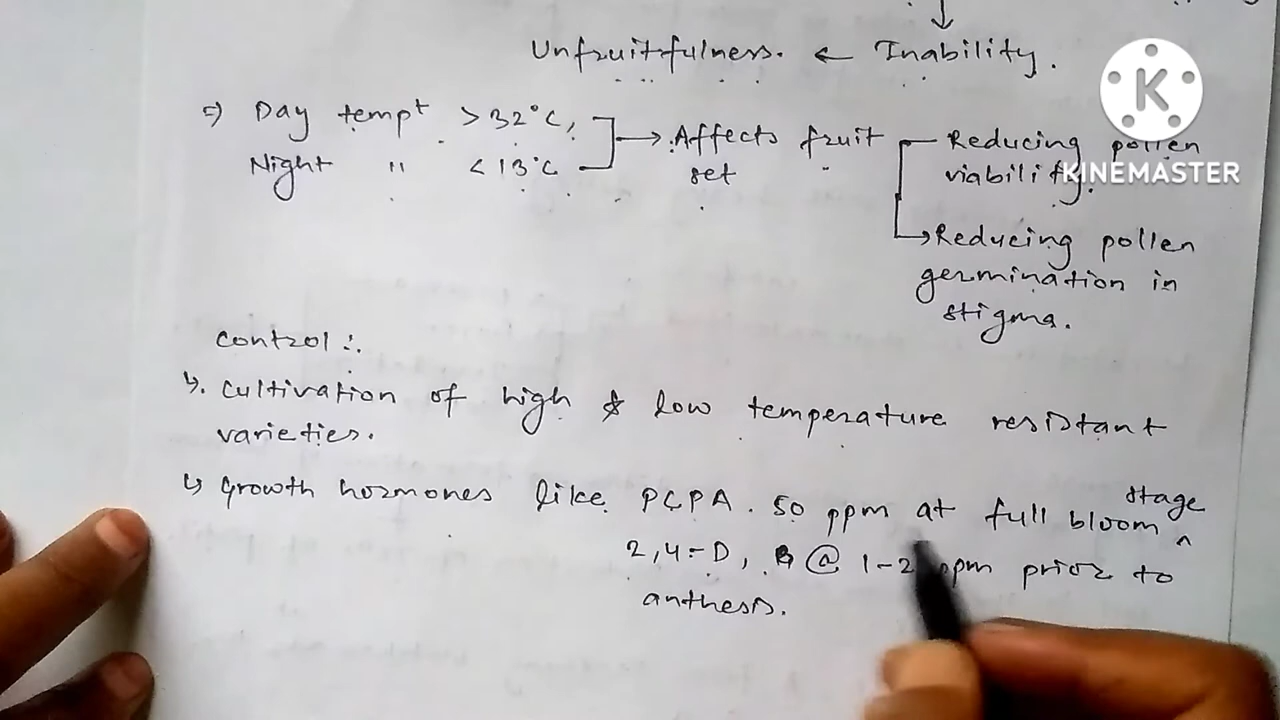 Unfruitfulness. ← Inability.
⇒ Day tempt > 32°C, → Affects fruit set
Night " < 13°C
Reducing pollen viability.
→ Reducing pollen
germination in
stigma.
control :.
↳. cultivation of high & low temperature resistant
varieties.
↳ Growth hormones like PCPA. 50 ppm at full bloom ^ stage
2,4-D, @ 1-2 ppm prior to
anthesis.
K
KINEMASTER